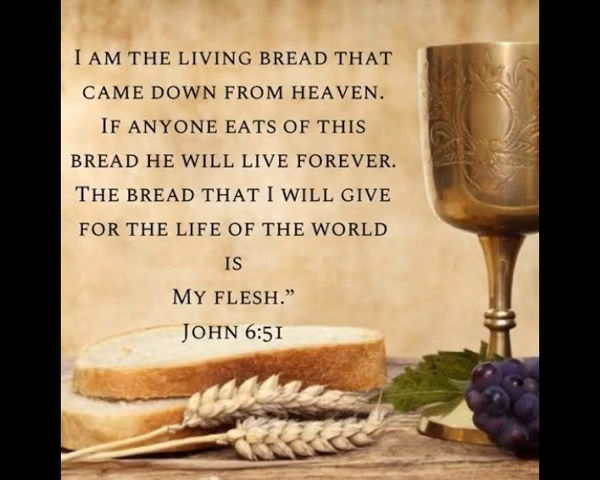 I AM THE LIVING BREAD THAT
CAME DOWN FROM HEAVEN.
IF ANYONE EATS OF THIS
BREAD HE WILL LIVE FOREVER.
THE BREAD THAT I WILL GIVE
FOR THE LIFE OF THE WORLD
IS
MY FLESH.”
JOHN 6:51